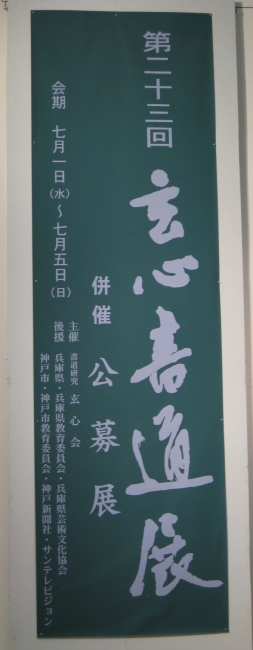 第二十三回 玄心書道展
併催 公募展
会期 七月一日(水)～七月五日(日)
主催 書道研究 玄心会
後援 兵庫県・兵庫県教育委員会・兵庫県芸術文化協会
神戸市・神戸市教育委員会・神戸新聞社・サンテレビジョン